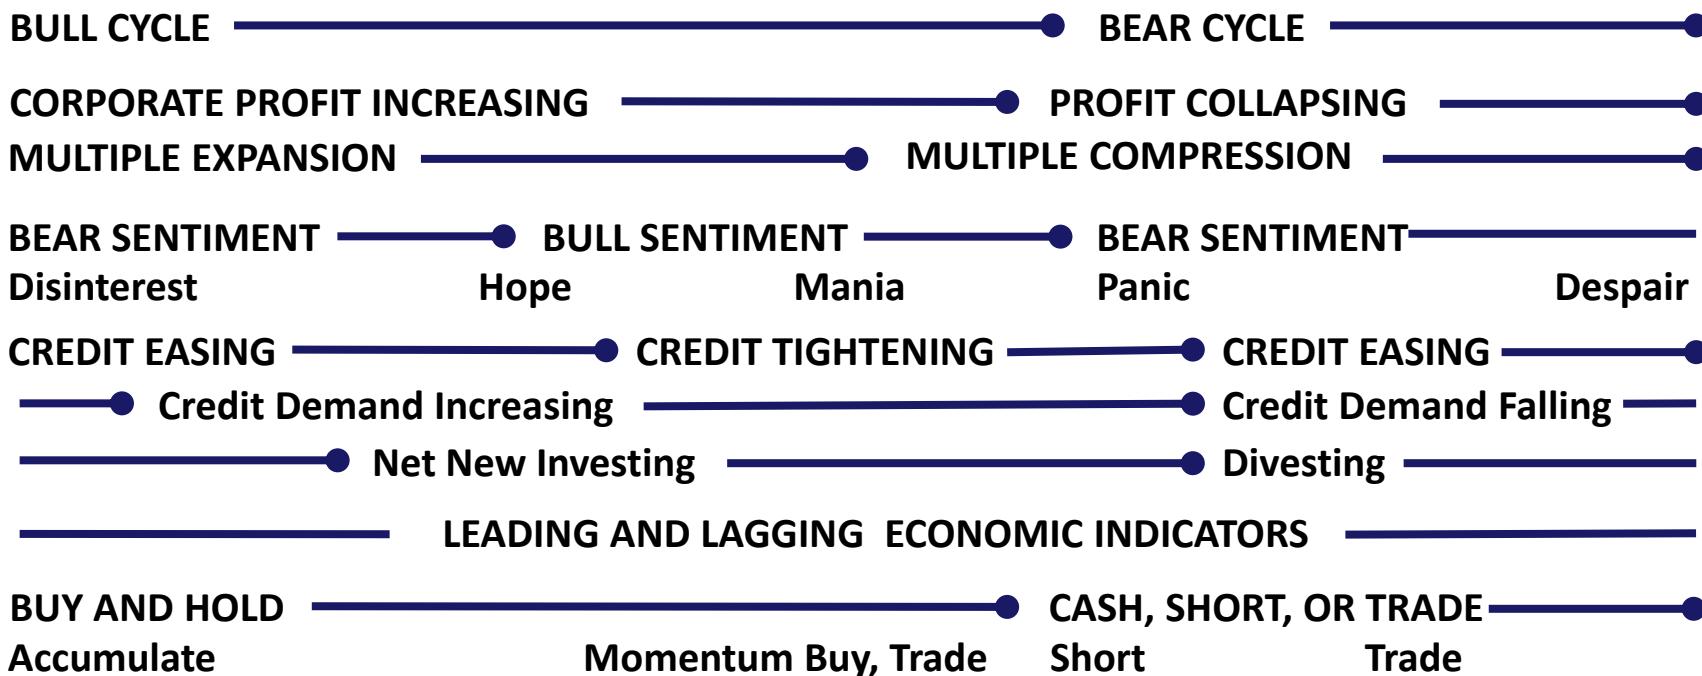 BULL CYCLE BEAR CYCLE
CORPORATE PROFIT INCREASING PROFIT COLLAPSING
MULTIPLE EXPANSION MULTIPLE COMPRESSION
BEAR SENTIMENT BULL SENTIMENT BEAR SENTIMENT
Disinterest Hope Mania Panic Despair
CREDIT EASING CREDIT TIGHTENING CREDIT EASING
Credit Demand Increasing Credit Demand Falling
Net New Investing Divesting
LEADING AND LAGGING ECONOMIC INDICATORS
BUY AND HOLD CASH, SHORT, OR TRADE
Accumulate Momentum Buy, Trade Short Trade